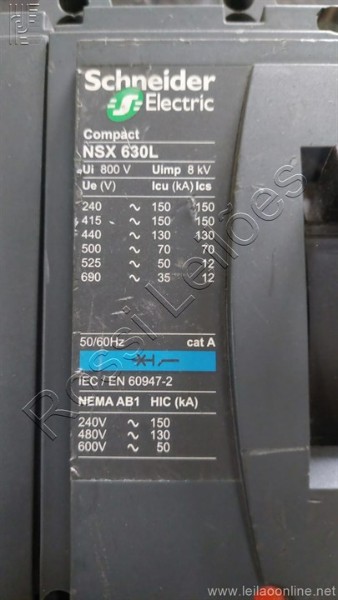 Schneider
Electric
Compact
NSX 630L
Ui 800 V Uimp 8 kV
Ue (V) Icu (kA) Ics
240 ~ 150 150
415 ~ 150 150
440 ~ 130 130
500 ~ 70 70
525 ~ 50 12
690 ~ 35 12
50/60Hz cat A
IEC / EN 60947-2
NEMA AB1 HIC (kA)
240V ~ 150
480V ~ 130
600V ~ 50
Rossi Leilões
www.leilaoonline.net